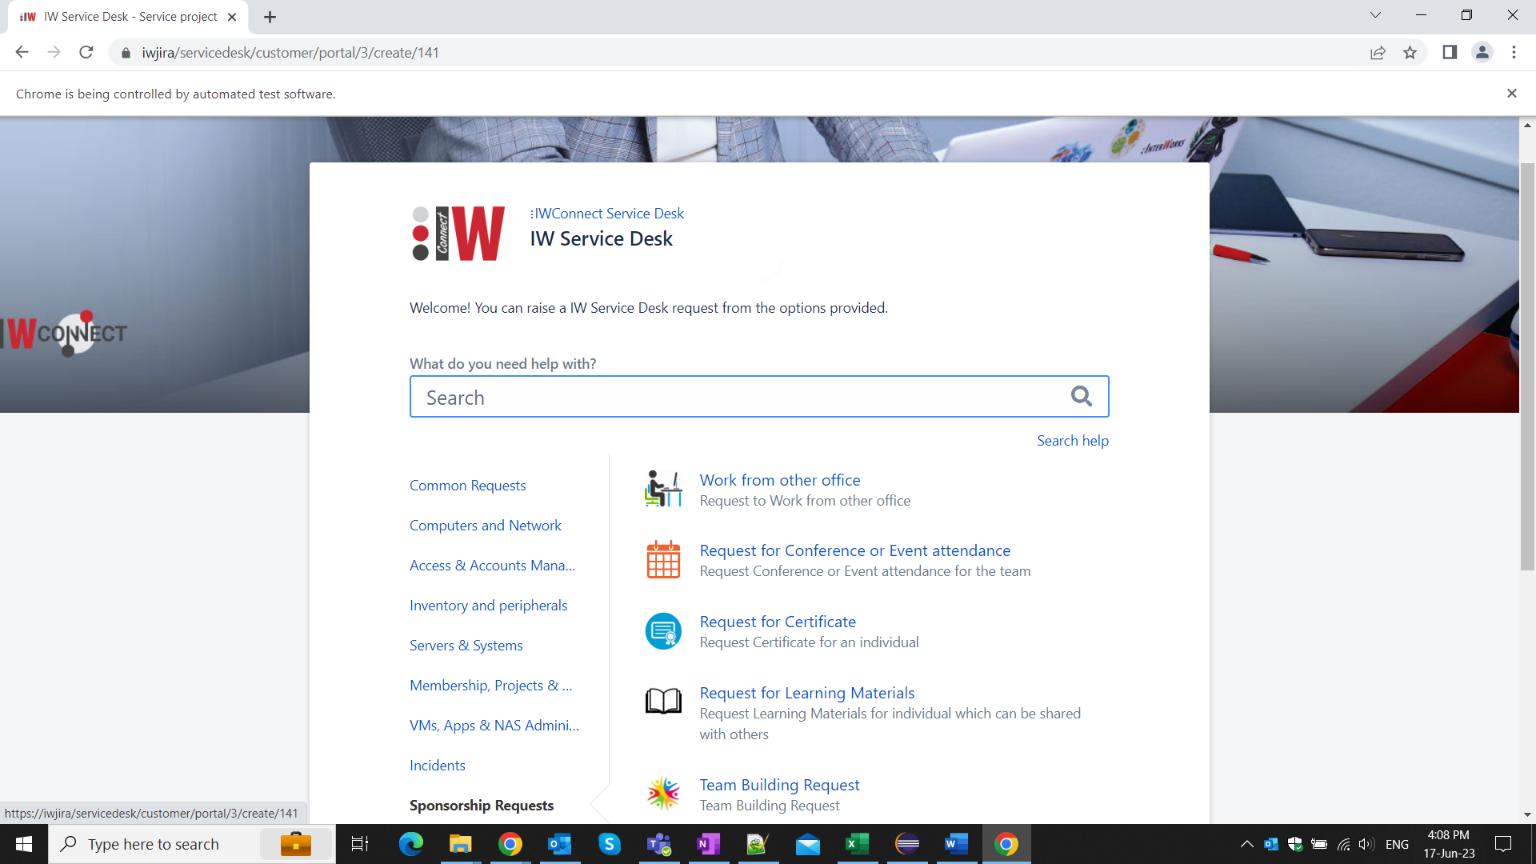 IW Service Desk - Service project
iwjira/servicedesk/customer/portal/3/create/141
Chrome is being controlled by automated test software.
INTERWORKS
WCONNECT
Connect
IW
:IWConnect Service Desk
IW Service Desk
Welcome! You can raise a IW Service Desk request from the options provided.
What do you need help with?
Search
Search help
Common Requests
Computers and Network
Access & Accounts Mana...
Inventory and peripherals
Servers & Systems
Membership, Projects & ...
VMs, Apps & NAS Admini...
Incidents
Sponsorship Requests
Work from other office
Request to Work from other office
Request for Conference or Event attendance
Request Conference or Event attendance for the team
Request for Certificate
Request Certificate for an individual
Request for Learning Materials
Request Learning Materials for individual which can be shared
with others
Team Building Request
Team Building Request
https://iwjira/servicedesk/customer/portal/3/create/141
Type here to search
ENG
4:08 PM
17-Jun-23